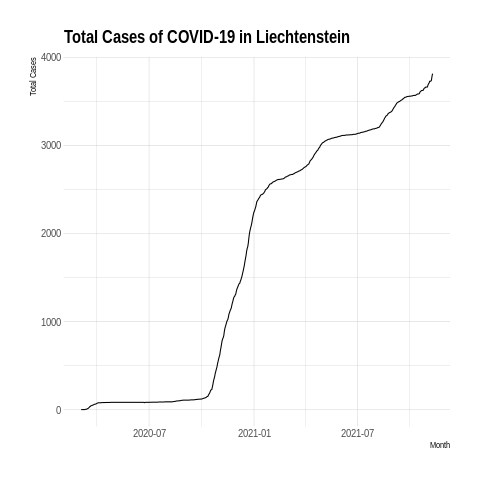 Total Cases of COVID-19 in Liechtenstein
Total Cases
4000
3000
2000
1000
0
2020-07 2021-01 2021-07
Month